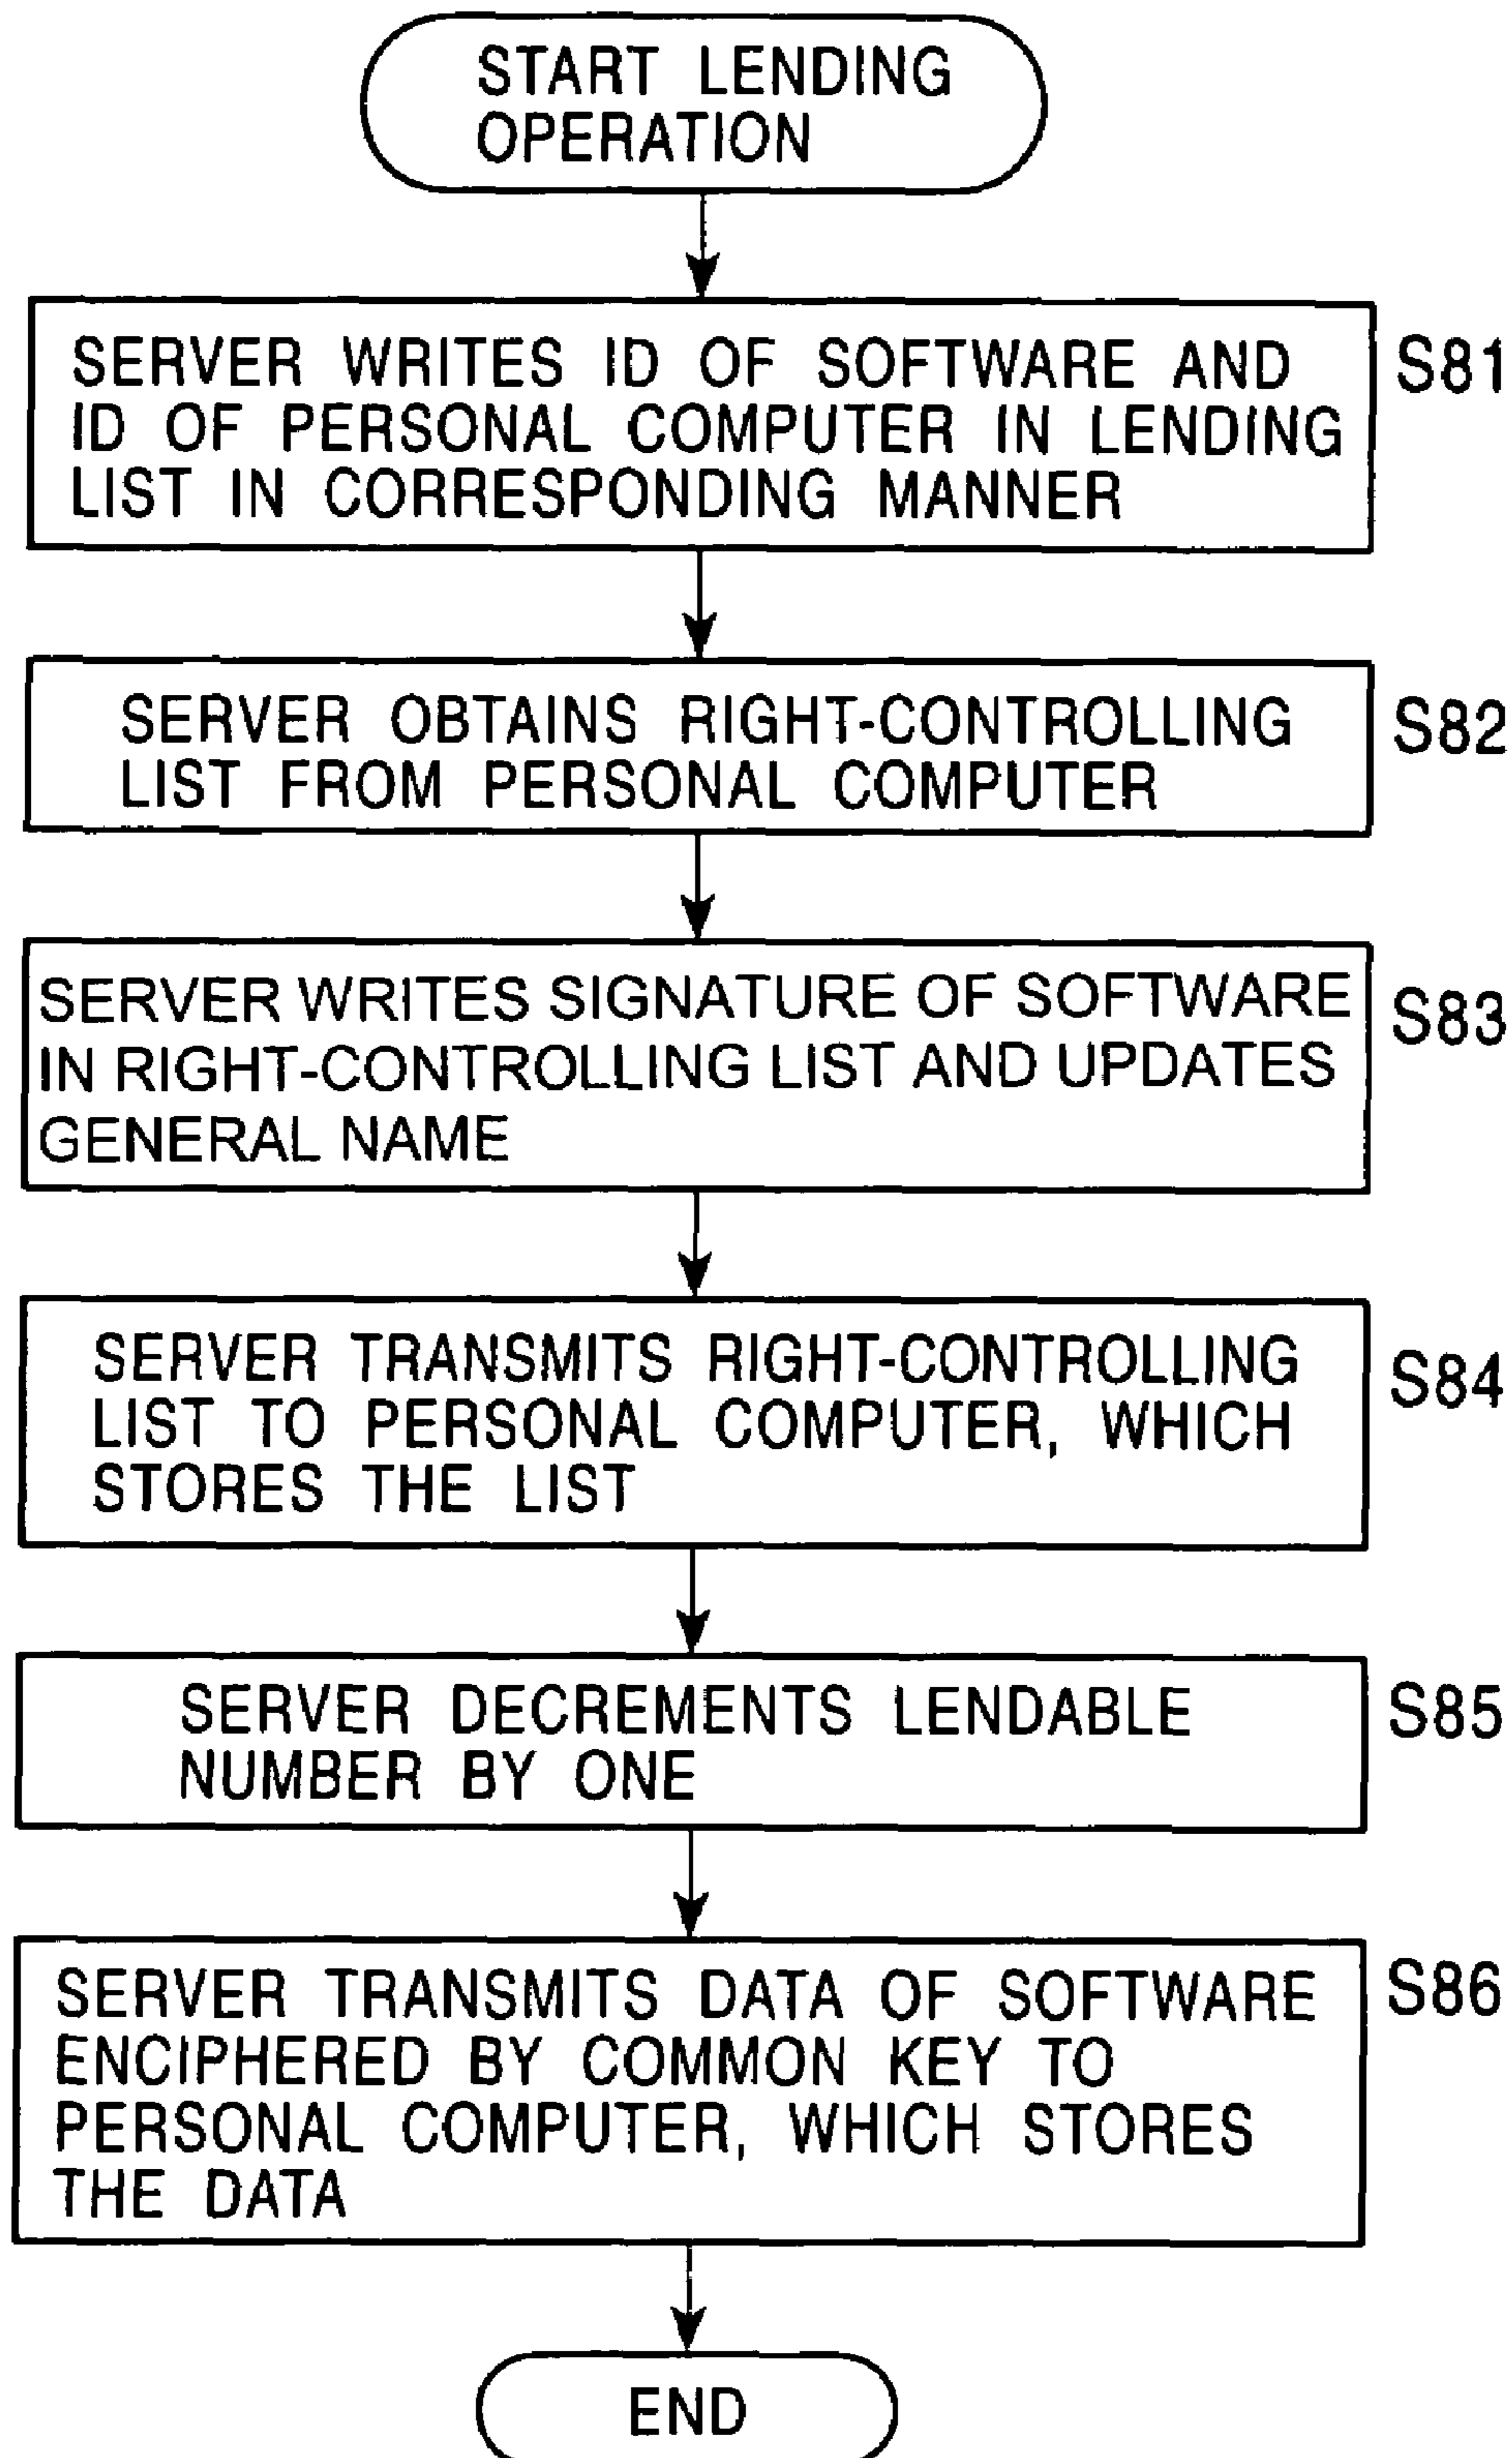 START LENDING
OPERATION
SERVER WRITES ID OF SOFTWARE AND
ID OF PERSONAL COMPUTER IN LENDING
LIST IN CORRESPONDING MANNER
S81
SERVER OBTAINS RIGHT-CONTROLLING
LIST FROM PERSONAL COMPUTER
S82
SERVER WRITES SIGNATURE OF SOFTWARE
IN RIGHT-CONTROLLING LIST AND UPDATES
GENERAL NAME
S83
SERVER TRANSMITS RIGHT-CONTROLLING
LIST TO PERSONAL COMPUTER, WHICH
STORES THE LIST
S84
SERVER DECREMENTS LENDABLE
NUMBER BY ONE
S85
SERVER TRANSMITS DATA OF SOFTWARE
ENCIPHERED BY COMMON KEY TO
PERSONAL COMPUTER, WHICH STORES
THE DATA
S86
END